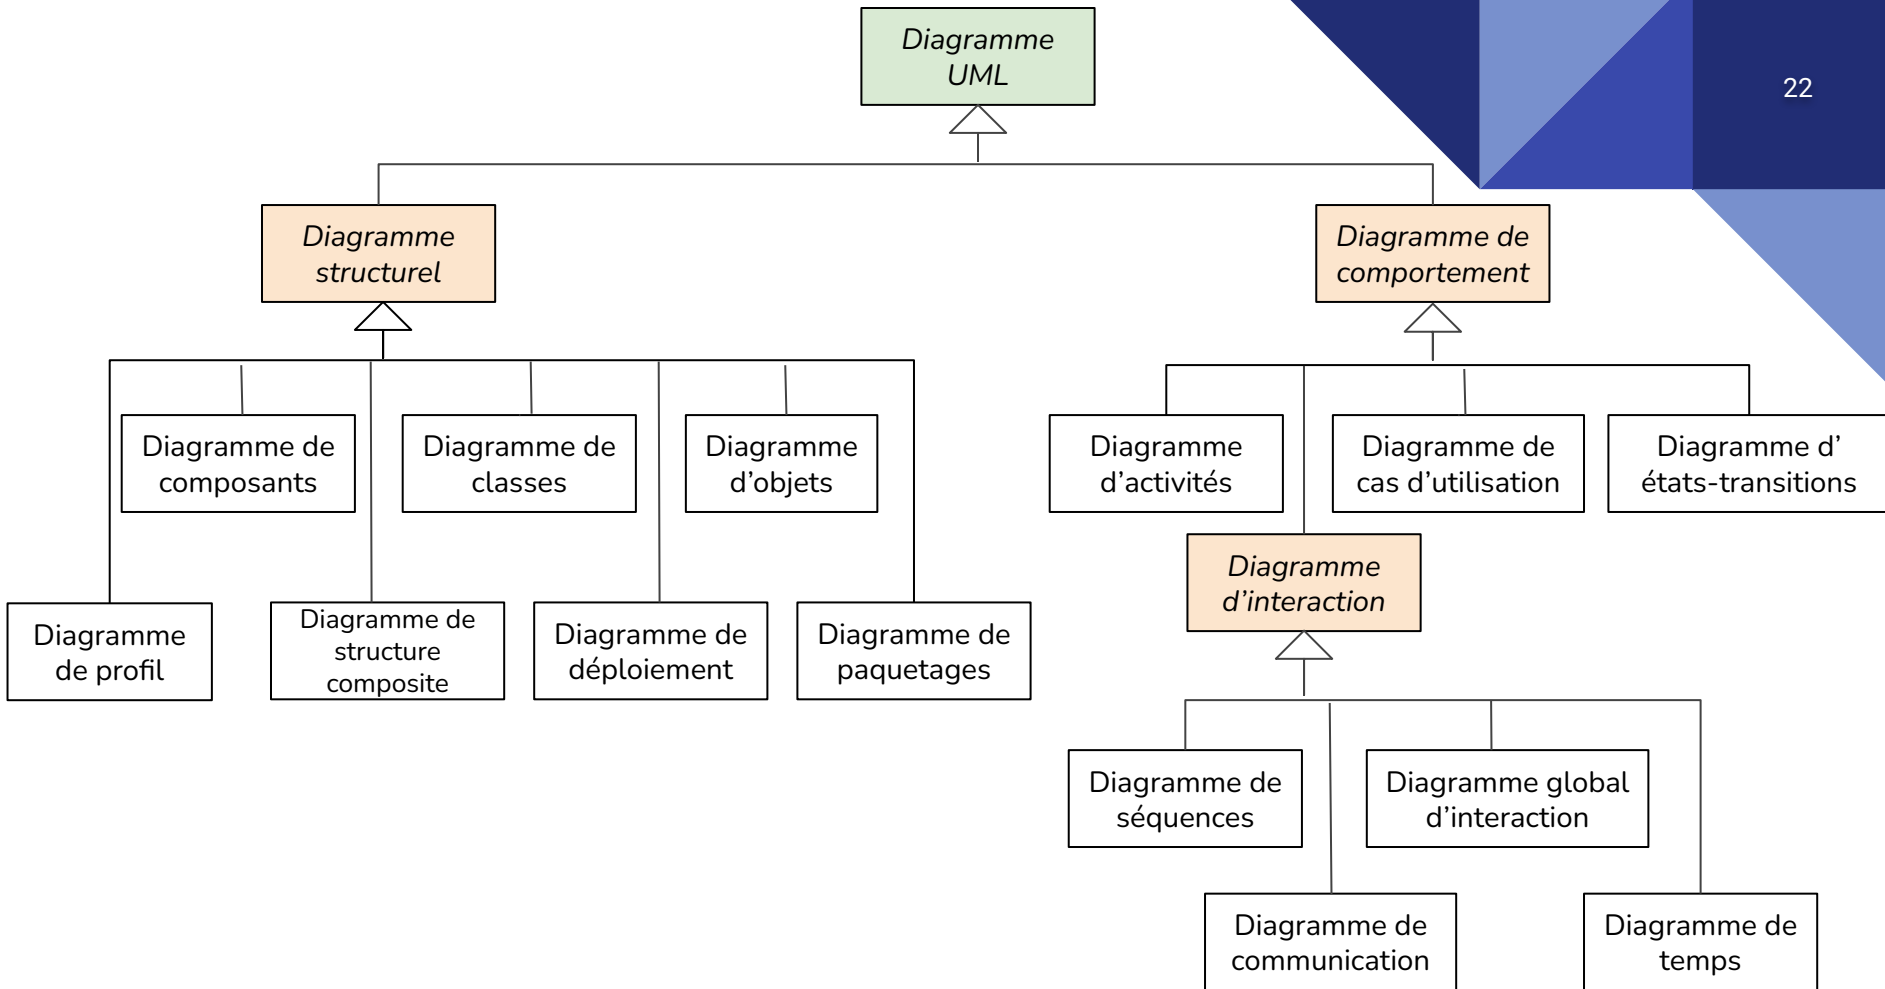 Diagramme
UML
22
Diagramme
structurel
Diagramme de
comportement
Diagramme de
composants
Diagramme de
classes
Diagramme
d’objets
Diagramme
d’activités
Diagramme de
cas d’utilisation
Diagramme d’
états-transitions
Diagramme
d’interaction
Diagramme
de profil
Diagramme de
structure
composite
Diagramme de
déploiement
Diagramme de
paquetages
Diagramme de
séquences
Diagramme global
d’interaction
Diagramme de
communication
Diagramme de
temps